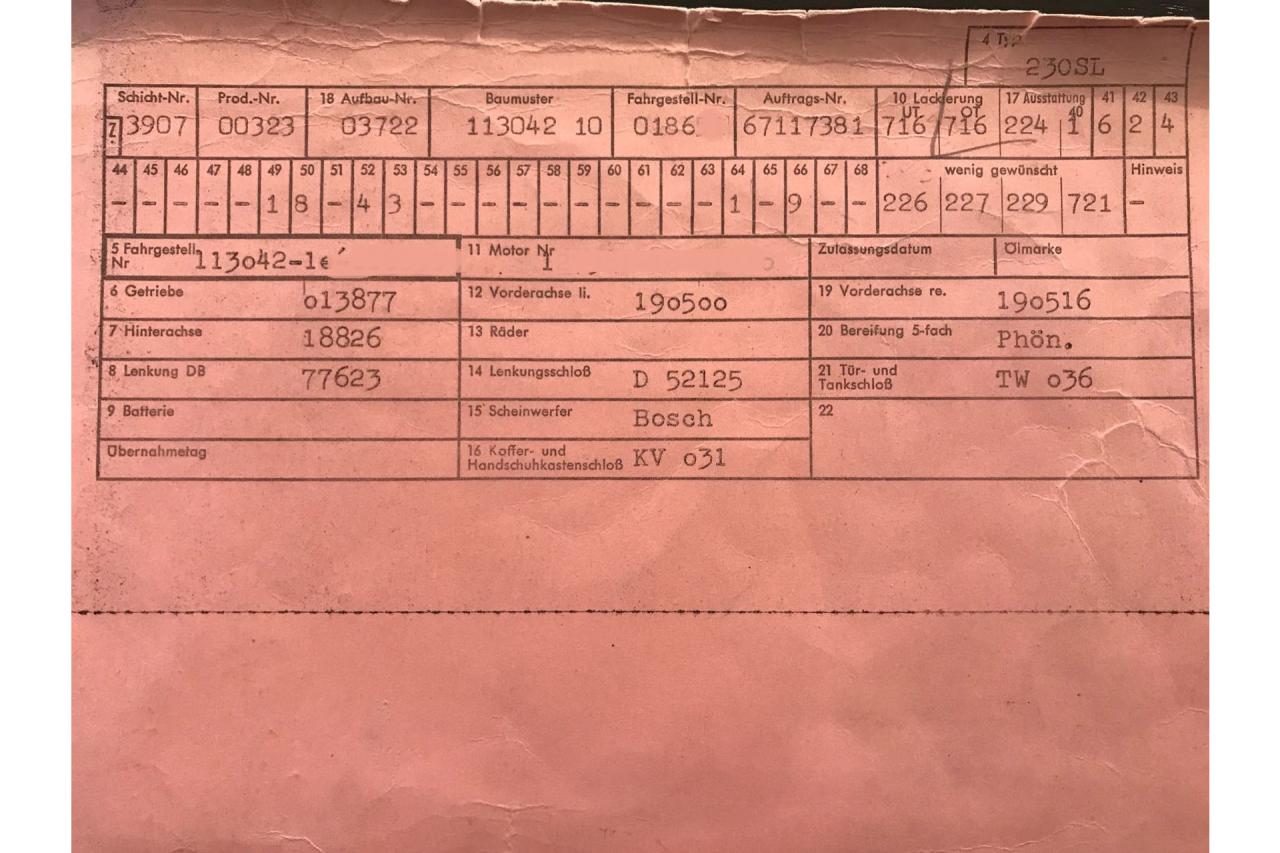 4 Typ
230SL
Schicht-Nr. Prod.-Nr. 18 Aufbau-Nr. Baumuster Fahrgestell-Nr. Auftrags-Nr. 10 Lackierung 17 Ausstattung 41 42 43
UT OT 40
Z 3907 00323 03722 113042 10 0186 67117381 716 716 224 1 6 2 4
44 45 46 47 48 49 50 51 52 53 54 55 56 57 58 59 60 61 62 63 64 65 66 67 68 wenig gewünscht Hinweis
- - - - - 1 8 - 4 3 - - - - - - - - - - 1 - 9 - - 226 227 229 721 -
5 Fahrgestell 113042-1 11 Motor Nr 1 Zulassungsdatum Ölmarke
Nr
6 Getriebe 013877 12 Vorderachse li. 190500 19 Vorderachse re. 190516
7 Hinterachse 18826 13 Räder 20 Bereifung 5-fach Phön.
8 Lenkung DB 77623 14 Lenkungsschloß D 52125 21 Tür- und
Tankschloß TW 036
9 Batterie 15 Scheinwerfer Bosch 22
Übernahmetag 16 Koffer- und
Handschuhkastenschloß KV 031